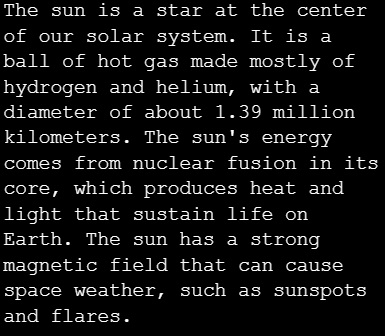 The sun is a star at the center
of our solar system. It is a
ball of hot gas made mostly of
hydrogen and helium, with a
diameter of about 1.39 million
kilometers. The sun's energy
comes from nuclear fusion in its
core, which produces heat and
light that sustain life on
Earth. The sun has a strong
magnetic field that can cause
space weather, such as sunspots
and flares.